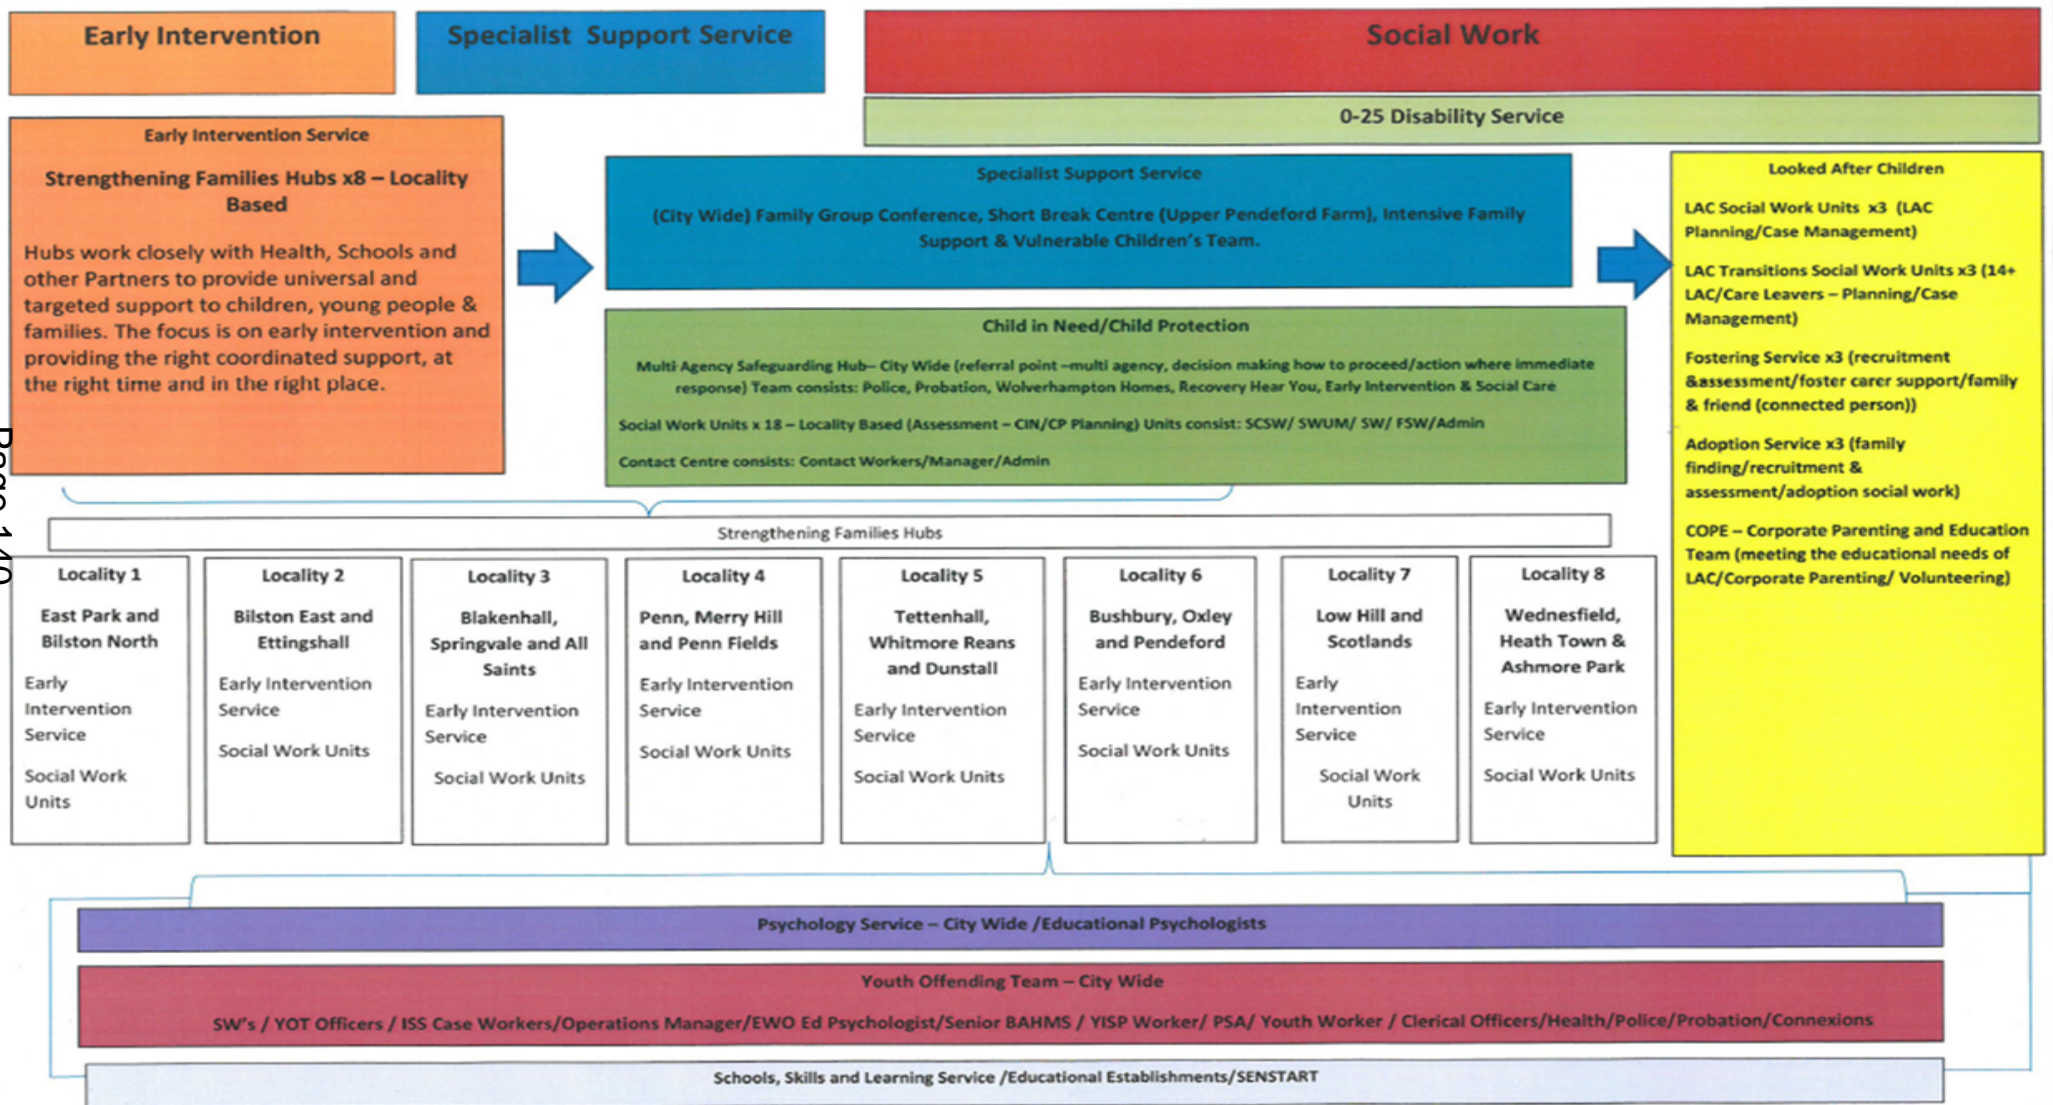 Early Intervention
Specialist Support Service
Social Work
0-25 Disability Service
Early Intervention Service
Strengthening Families Hubs x8 – Locality
Based
Hubs work closely with Health, Schools and
other Partners to provide universal and
targeted support to children, young people &
families. The focus is on early intervention and
providing the right coordinated support, at
the right time and in the right place.
Specialist Support Service
(City Wide) Family Group Conference, Short Break Centre (Upper Pendeford Farm), Intensive Family
Support & Vulnerable Children's Team.
Child in Need/Child Protection
Multi Agency Safeguarding Hub– City Wide (referral point –multi agency, decision making how to proceed/action where immediate
response) Team consists: Police, Probation, Wolverhampton Homes, Recovery Hear You, Early Intervention & Social Care
Social Work Units x 18 – Locality Based (Assessment – CIN/CP Planning) Units consist: SCSW/ SWUM/ SW/ FSW/Admin
Contact Centre consists: Contact Workers/Manager/Admin
Looked After Children
LAC Social Work Units x3 (LAC
Planning/Case Management)
LAC Transitions Social Work Units x3 (14+
LAC/Care Leavers – Planning/Case
Management)
Fostering Service x3 (recruitment
&assessment/foster carer support/family
& friend (connected person))
Adoption Service x3 (family
finding/recruitment &
assessment/adoption social work)
COPE – Corporate Parenting and Education
Team (meeting the educational needs of
LAC/Corporate Parenting/ Volunteering)
Strengthening Families Hubs
Locality 1
East Park and
Bilston North
Early
Intervention
Service
Social Work
Units
Locality 2
Bilston East and
Ettingshall
Early Intervention
Service
Social Work Units
Locality 3
Blakenhall,
Springvale and All
Saints
Early Intervention
Service
Social Work Units
Locality 4
Penn, Merry Hill
and Penn Fields
Early Intervention
Service
Social Work Units
Locality 5
Tettenhall,
Whitmore Reans
and Dunstall
Early Intervention
Service
Social Work Units
Locality 6
Bushbury, Oxley
and Pendeford
Early Intervention
Service
Social Work Units
Locality 7
Low Hill and
Scotlands
Early
Intervention
Service
Social Work
Units
Locality 8
Wednesfield,
Heath Town &
Ashmore Park
Early Intervention
Service
Social Work Units
Psychology Service – City Wide /Educational Psychologists
Youth Offending Team – City Wide
SW's / YOT Officers / ISS Case Workers/Operations Manager/EWO Ed Psychologist/Senior BAHMS / YISP Worker/ PSA/ Youth Worker / Clerical Officers/Health/Police/Probation/Connexions
Schools, Skills and Learning Service /Educational Establishments/SENSTART